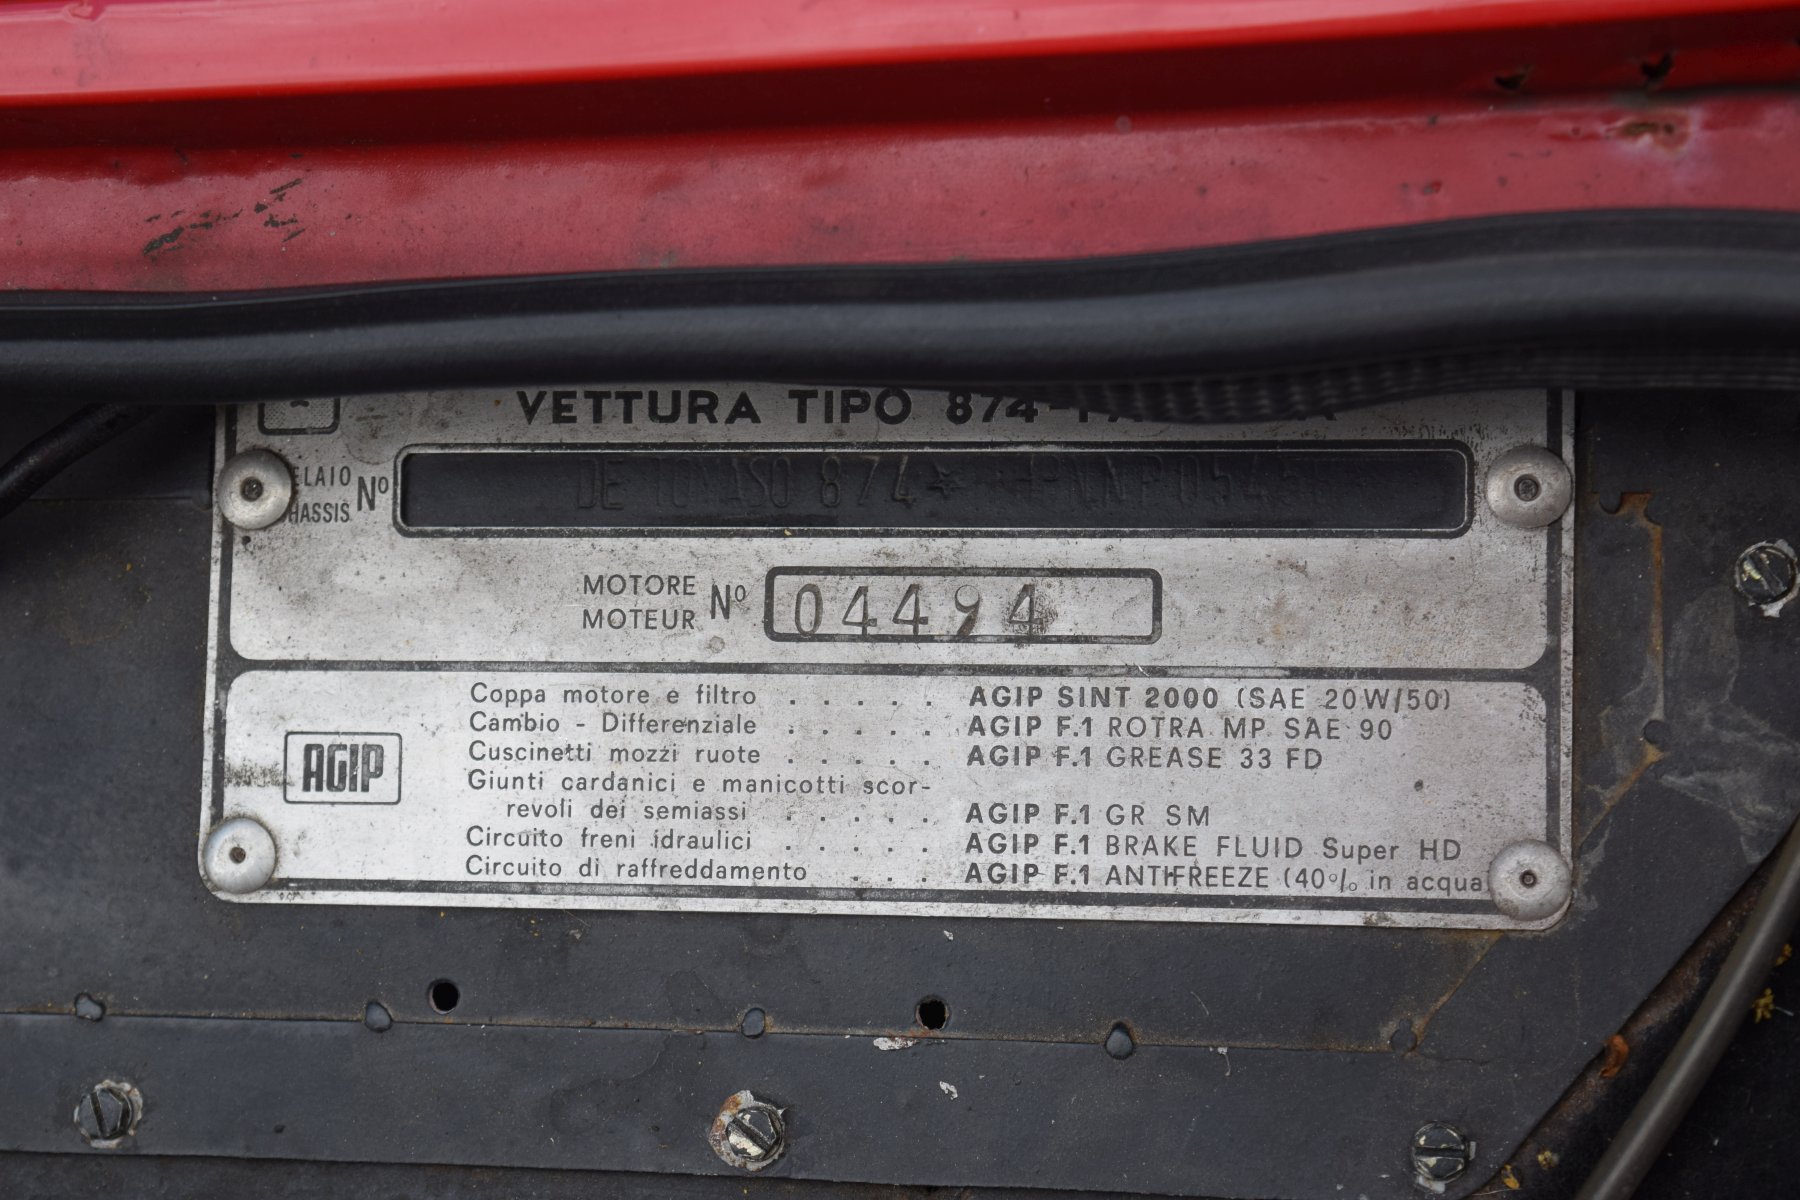 VETTURA TIPO 874-PA
ELAIO
HASSIS Nº DE TOMASO 874★
MOTORE
MOTEUR Nº 04494
AGIP
Coppa motore e filtro . . . . . AGIP SINT 2000 (SAE 20W/50)
Cambio - Differenziale . . . . . AGIP F.1 ROTRA MP SAE 90
Cuscinetti mozzi ruote . . . . . AGIP F.1 GREASE 33 FD
Giunti cardanici e manicotti scor-
revoli dei semiassi . . . . . AGIP F.1 GR SM
Circuito freni idraulici . . . . . AGIP F.1 BRAKE FLUID Super HD
Circuito di raffreddamento . . . AGIP F.1 ANTIFREEZE (40% in acqua